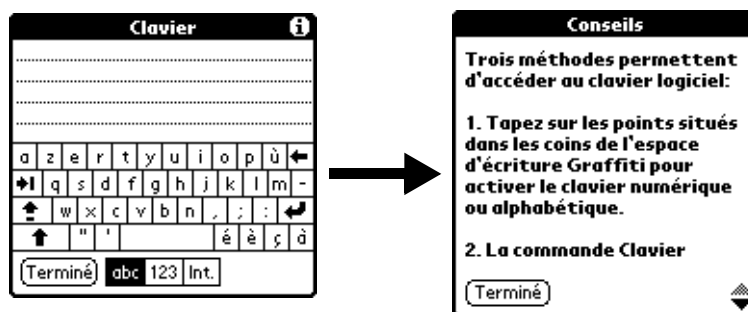 Clavier
a z e r t y u i o p ù
q s d f g h j k l m -
w x c v b n , ; :
" ' é è ç à
Terminé abc 123 Int.
Conseils
Trois méthodes permettent
d'accéder au clavier logiciel:
1. Tapez sur les points situés
dans les coins de l'espace
d'écriture Graffiti pour
activer le clavier numérique
ou alphabétique.
2. La commande Clavier
Terminé